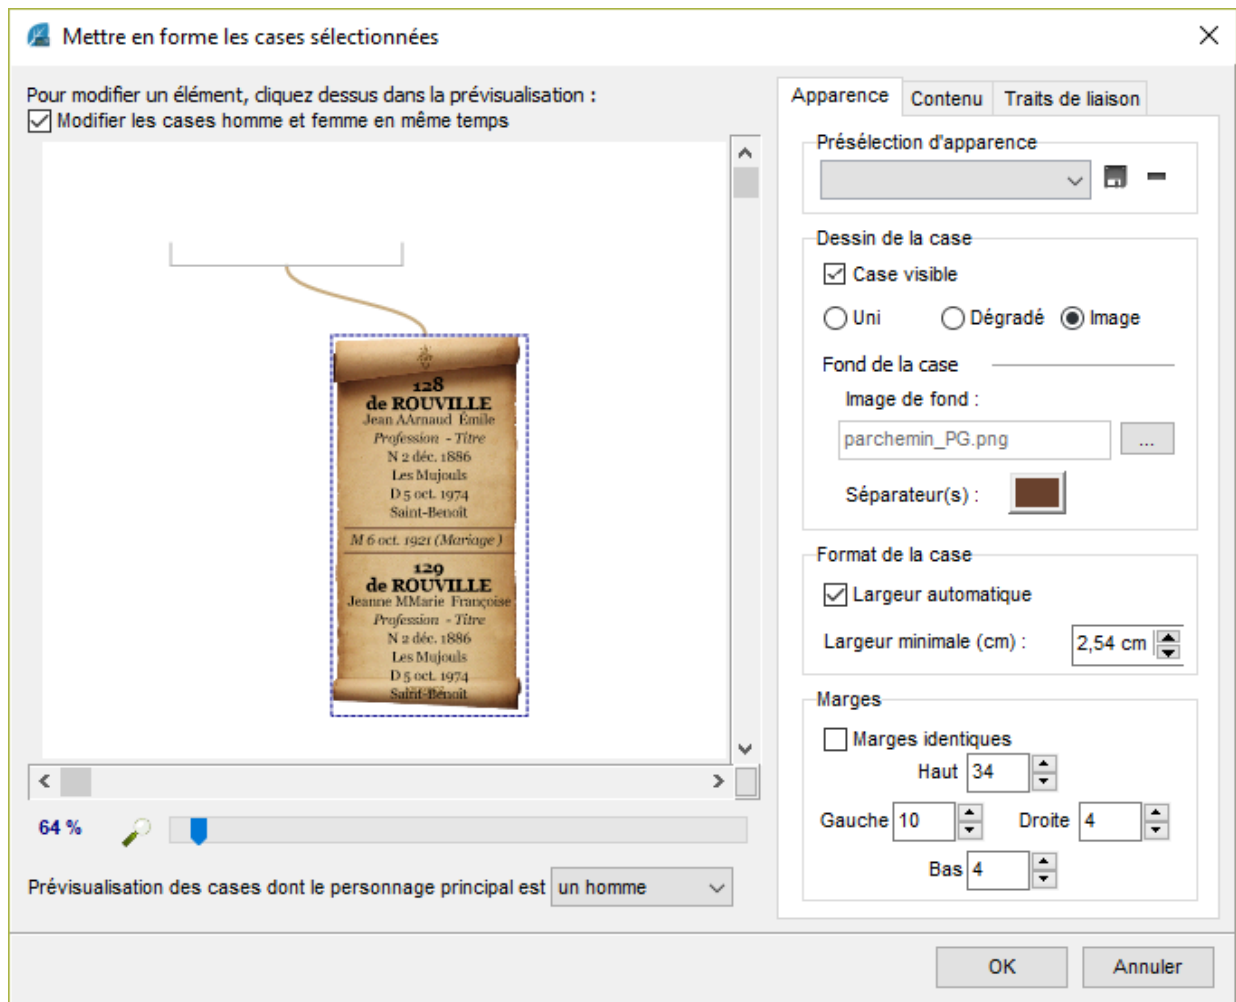 Mettre en forme les cases sélectionnées
Pour modifier un élément, cliquez dessus dans la prévisualisation :
Modifier les cases homme et femme en même temps
128
de ROUVILLE
Jean AArnaud Émile
Profession - Titre
N 2 déc. 1886
Les Mujouls
D 5 oct. 1974
Saint-Benoît
M 6 oct. 1921 (Mariage )
129
de ROUVILLE
Jeanne MMarie Françoise
Profession - Titre
N 2 déc. 1886
Les Mujouls
D 5 oct. 1974
Saint-Benoît
64 %
Prévisualisation des cases dont le personnage principal est un homme
Apparence Contenu Traits de liaison
Présélection d'apparence
Dessin de la case
Case visible
Uni Dégradé Image
Fond de la case
Image de fond :
parchemin_PG.png ...
Séparateur(s) :
Format de la case
Largeur automatique
Largeur minimale (cm) : 2,54 cm
Marges
Marges identiques
Haut 34
Gauche 10 Droite 4
Bas 4
OK Annuler